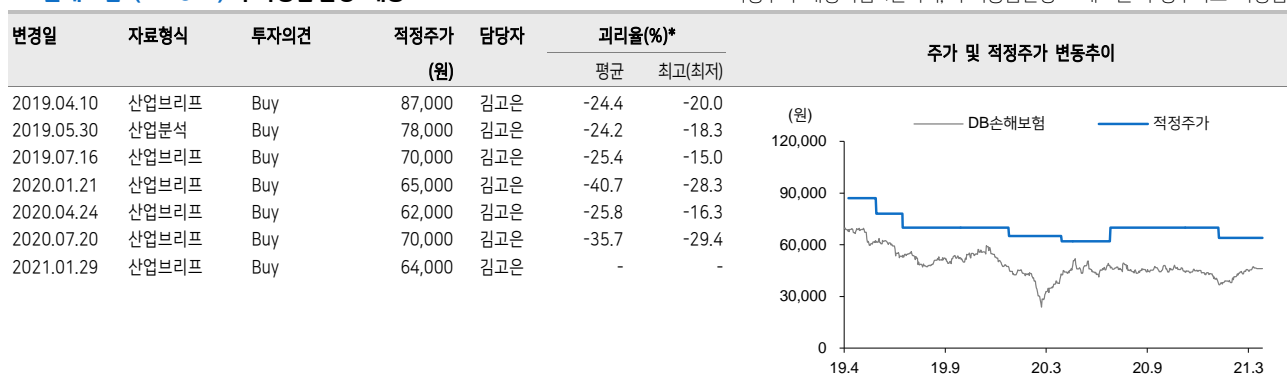 변경일 자료형식 투자의견 적정주가 담당자 괴리율(%)* 주가 및 적정주가 변동추이
(원) 평균 최고(최저)
2019.04.10 산업브리프 Buy 87,000 김고은 -24.4 -20.0
2019.05.30 산업분석 Buy 78,000 김고은 -24.2 -18.3
2019.07.16 산업브리프 Buy 70,000 김고은 -25.4 -15.0
2020.01.21 산업브리프 Buy 65,000 김고은 -40.7 -28.3
2020.04.24 산업브리프 Buy 62,000 김고은 -25.8 -16.3
2020.07.20 산업브리프 Buy 70,000 김고은 -35.7 -29.4
2021.01.29 산업브리프 Buy 64,000 김고은 - -
(원)
DB손해보험 적정주가
120,000
90,000
60,000
30,000
0
19.4 19.9 20.3 20.9 21.3